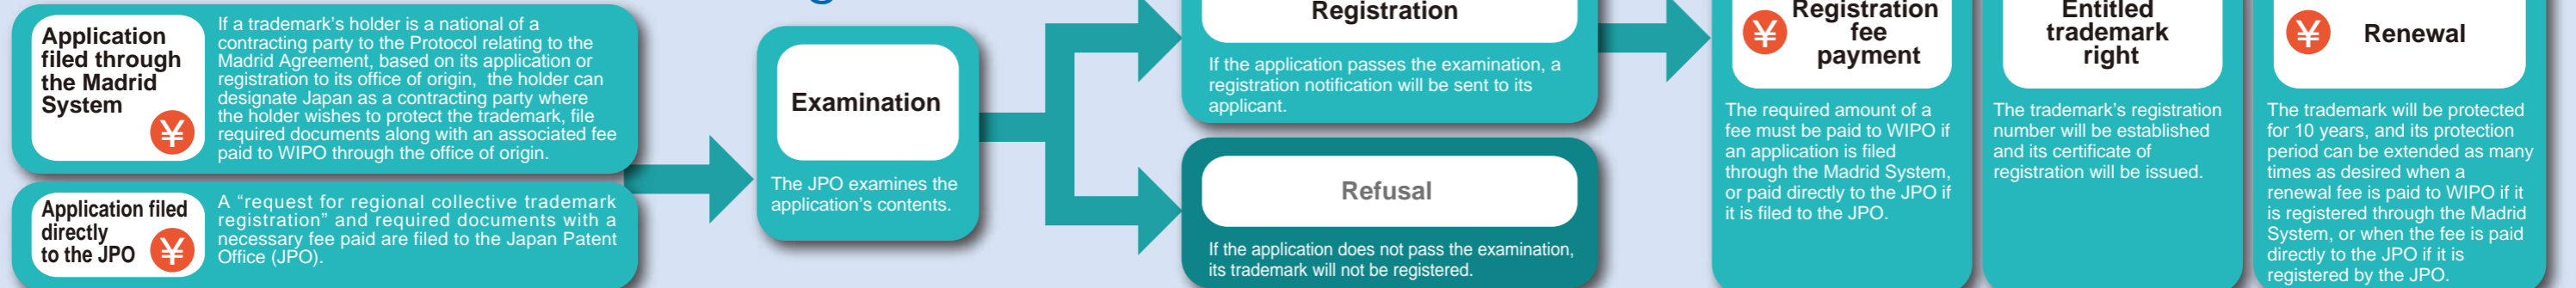 Application
filed through
the Madrid
System
¥
If a trademark's holder is a national of a
contracting party to the Protocol relating to the
Madrid Agreement, based on its application or
registration to its office of origin, the holder can
designate Japan as a contracting party where
the holder wishes to protect the trademark, file
required documents along with an associated fee
paid to WIPO through the office of origin.
Application filed
directly
to the JPO
¥
A “request for regional collective trademark
registration” and required documents with a
necessary fee paid are filed to the Japan Patent
Office (JPO).
Examination
The JPO examines the
application's contents.
Registration
If the application passes the examination, a
registration notification will be sent to its
applicant.
Refusal
If the application does not pass the examination,
its trademark will not be registered.
¥
Registration
fee
payment
The required amount of a
fee must be paid to WIPO if
an application is filed
through the Madrid System,
or paid directly to the JPO if
it is filed to the JPO.
Entitled
trademark
right
The trademark's registration
number will be established
and its certificate of
registration will be issued.
¥
Renewal
The trademark will be protected
for 10 years, and its protection
period can be extended as many
times as desired when a
renewal fee is paid to WIPO if it
is registered through the Madrid
System, or when the fee is paid
directly to the JPO if it is
registered by the JPO.